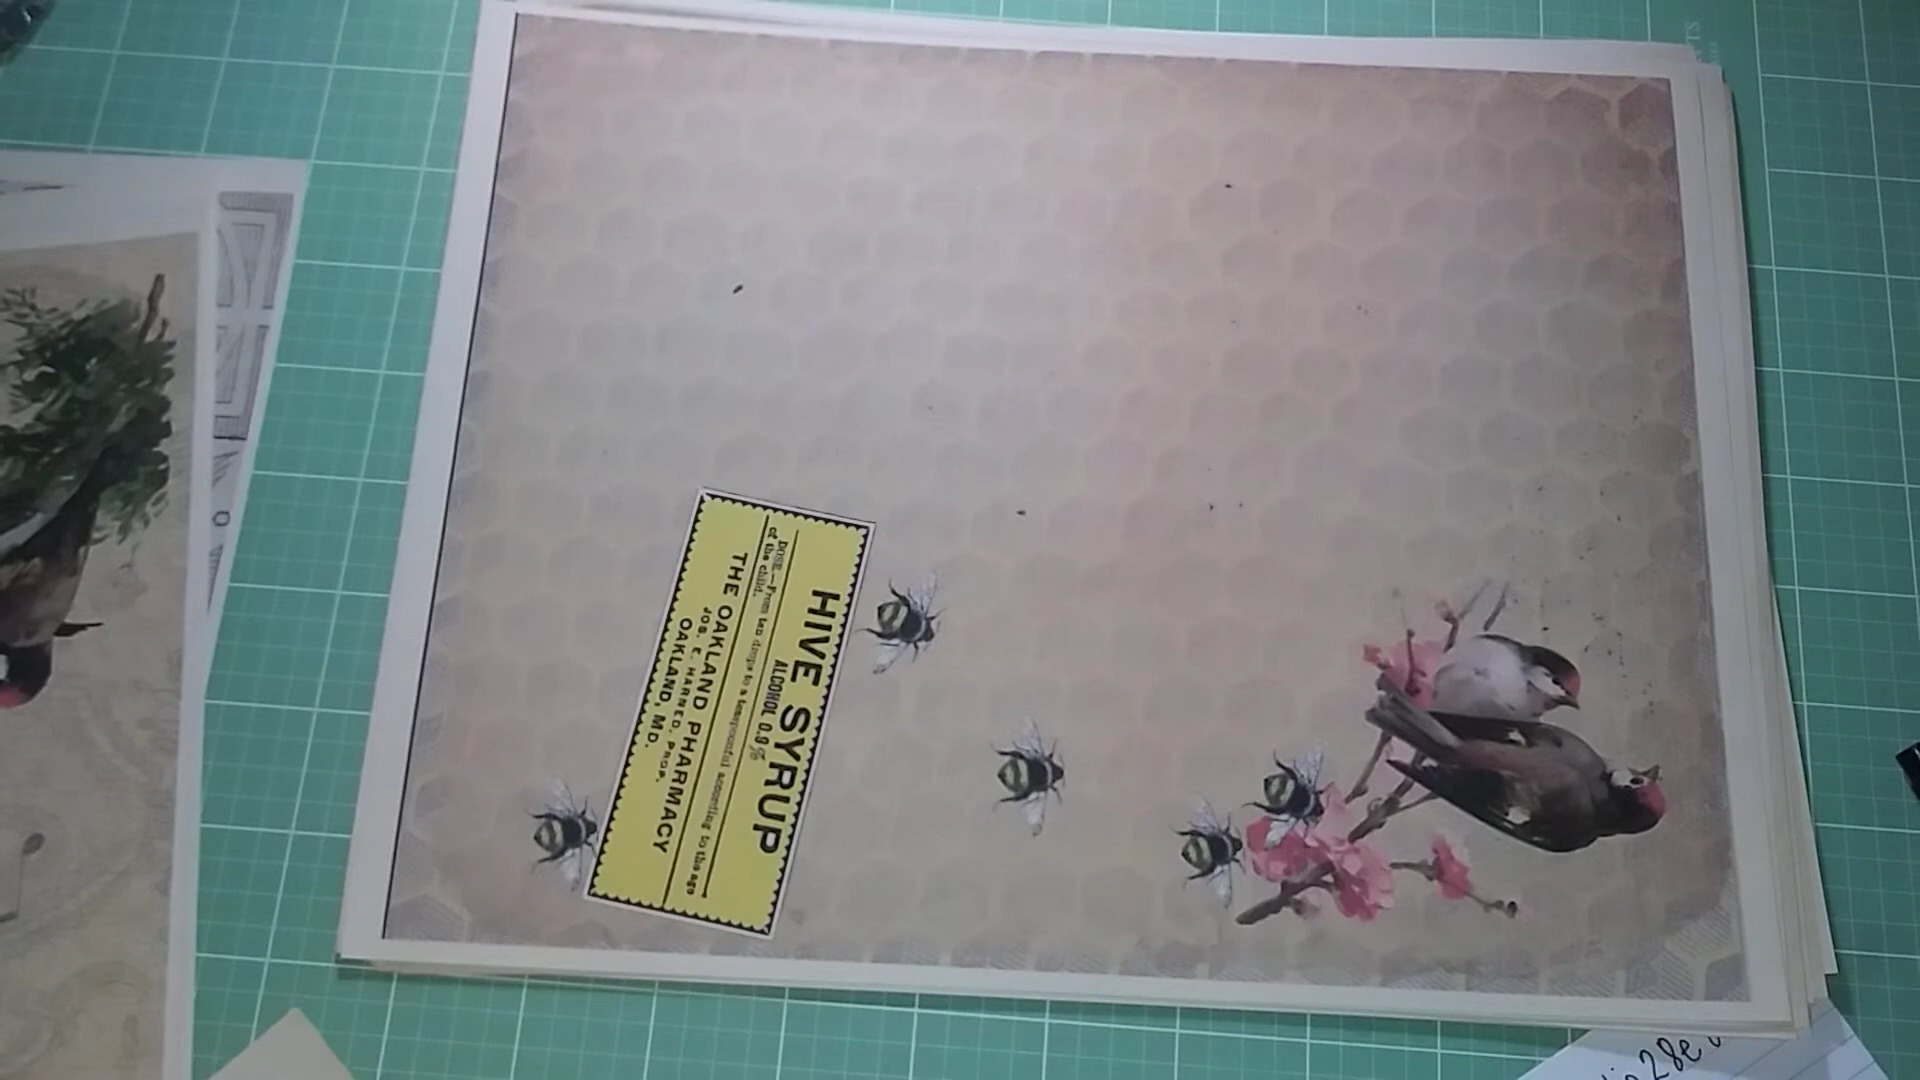 HIVE SYRUP
ALCOHOL 0.9%
DOSE.—From ten drops to a teaspoonful according to the age
of the child.
THE OAKLAND PHARMACY
JOS. E. HARNED, PROP.
OAKLAND, MD.